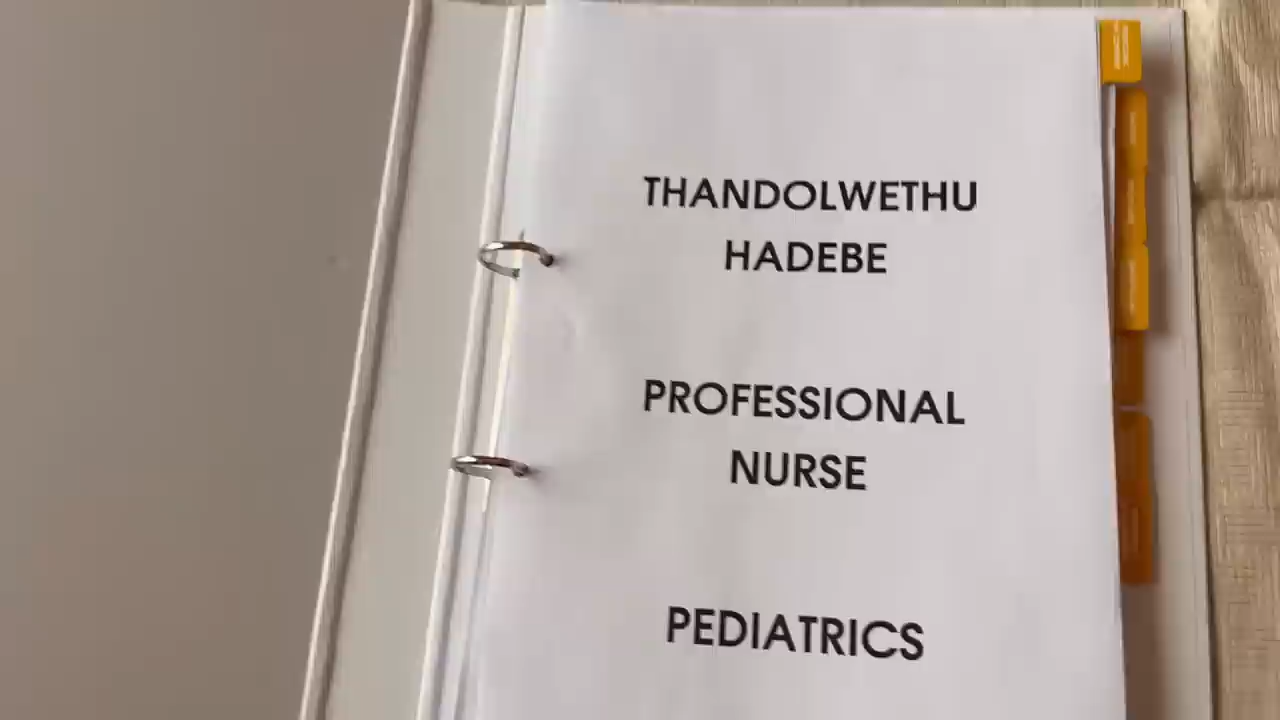 THANDOLWETHU
HADEBE
PROFESSIONAL
NURSE
PEDIATRICS